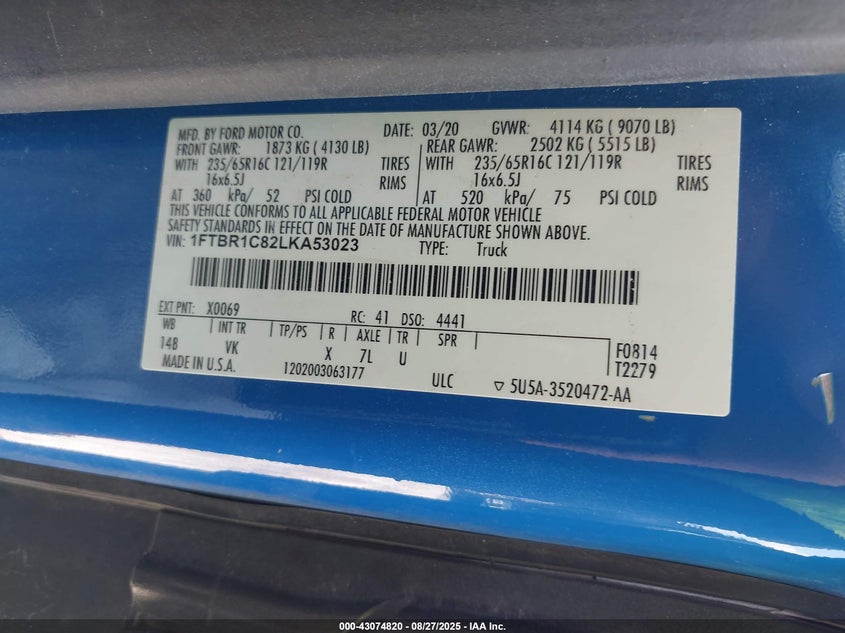 MFD. BY FORD MOTOR CO. DATE: 03/20 GVWR: 4114 KG ( 9070 LB)
FRONT GAWR: 1873 KG ( 4130 LB) REAR GAWR: 2502 KG ( 5515 LB)
WITH 235/65R16C 121/119R TIRES WITH 235/65R16C 121/119R TIRES
16x6.5J RIMS 16x6.5J RIMS
AT 360 kPa/ 52 PSI COLD AT 520 kPa/ 75 PSI COLD
THIS VEHICLE CONFORMS TO ALL APPLICABLE FEDERAL MOTOR VEHICLE
SAFETY STANDARDS IN EFFECT ON THE DATE OF MANUFACTURE SHOWN ABOVE.
VIN: 1FTBR1C82LKA53023 TYPE: Truck
EXT PNT: X0069 RC: 41 DSO: 4441
WB INT TR TP/PS R AXLE TR SPR F0814
148 VK X 7L U T2279
MADE IN U.S.A. 1202003063177 ULC ▽ 5U5A-3520472-AA
000-43074820 - 08/27/2025 - IAA Inc.